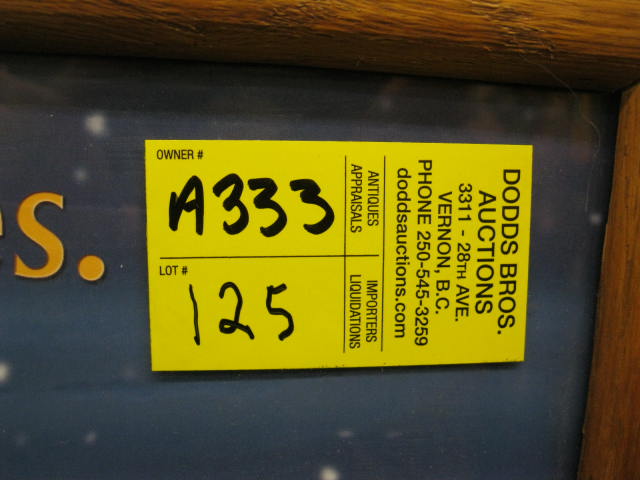 OWNER #
A333
LOT #
125
ANTIQUES
APPRAISALS
IMPORTERS
LIQUIDATIONS
DODDS BROS.
AUCTIONS
3311 - 28TH AVE.
VERNON, B.C.
PHONE 250-545-3259
doddsauctions.com
es.